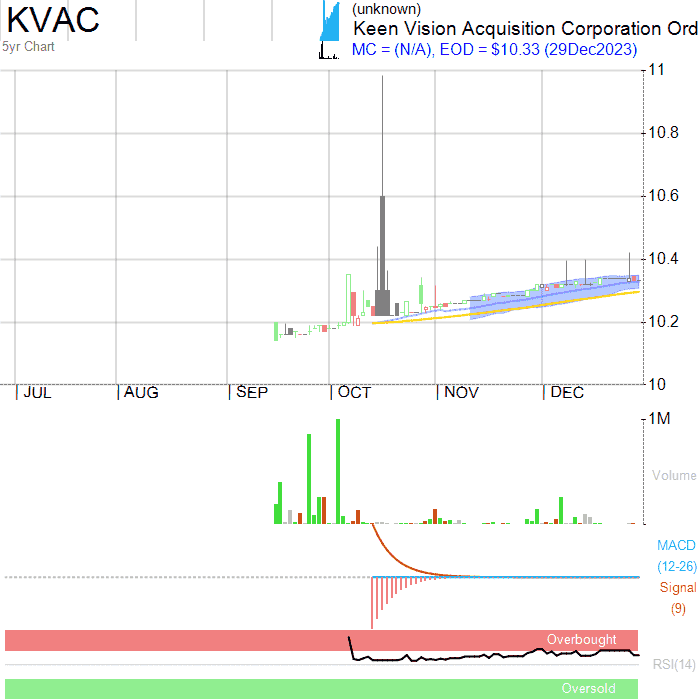 KVAC
5yr Chart
(unknown)
Keen Vision Acquisition Corporation Ord
MC = (N/A), EOD = $10.33 (29Dec2023)
11
10.8
10.6
10.4
10.2
10
JUL AUG SEP OCT NOV DEC
1M
Volume
MACD
(12-26)
Signal
(9)
Overbought
RSI(14)
Oversold